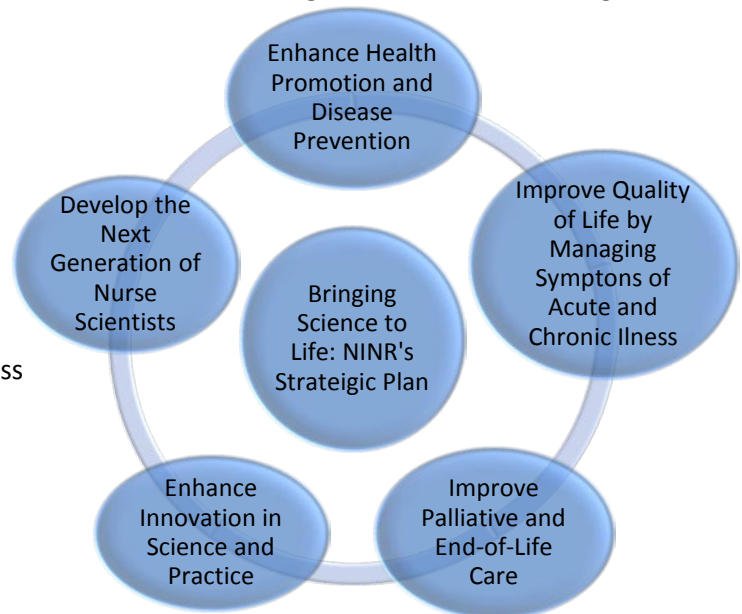 Enhance Health
Promotion and
Disease
Prevention
Improve Quality
of Life by
Managing
Symptons of
Acute and
Chronic Ilness
Develop the
Next
Generation of
Nurse
Scientists
Bringing
Science to
Life: NINR's
Strateigic Plan
ss
Enhance
Innovation in
Science and
Practice
Improve
Palliative and
End-of-Life
Care